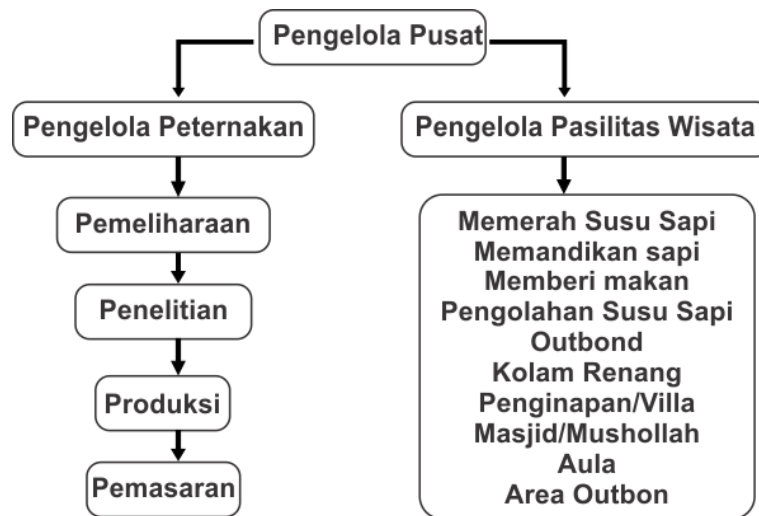 Pengelola Pusat
Pengelola Peternakan
Pengelola Pasilitas Wisata
Pemeliharaan
Penelitian
Produksi
Pemasaran
Memerah Susu Sapi
Memandikan sapi
Memberi makan
Pengolahan Susu Sapi
Outbond
Kolam Renang
Penginapan/Villa
Masjid/Mushollah
Aula
Area Outbon